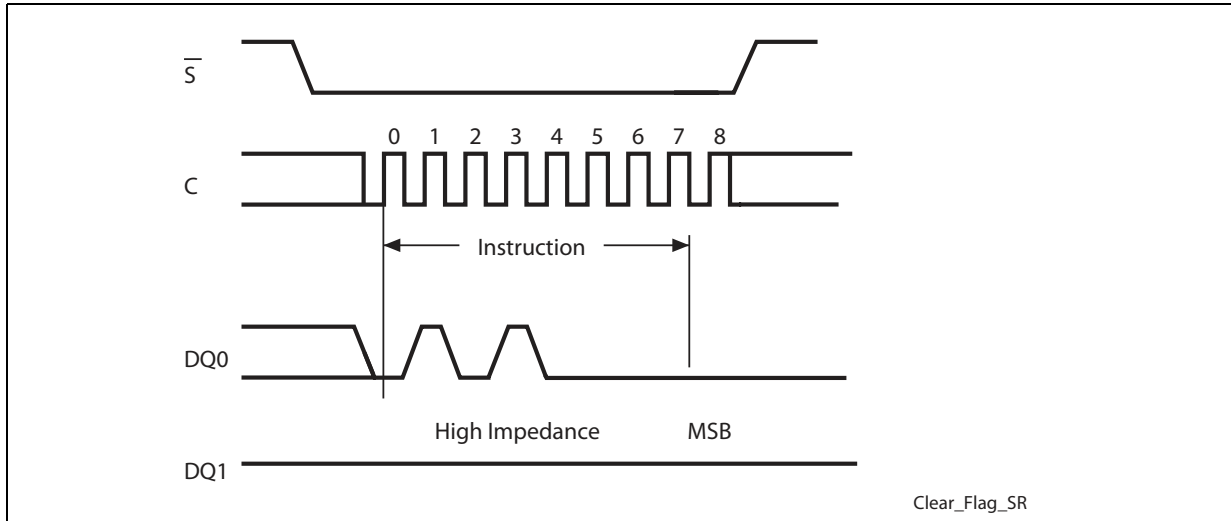 S̅
0 1 2 3 4 5 6 7 8
C
Instruction
DQ0
High Impedance MSB
DQ1
Clear_Flag_SR